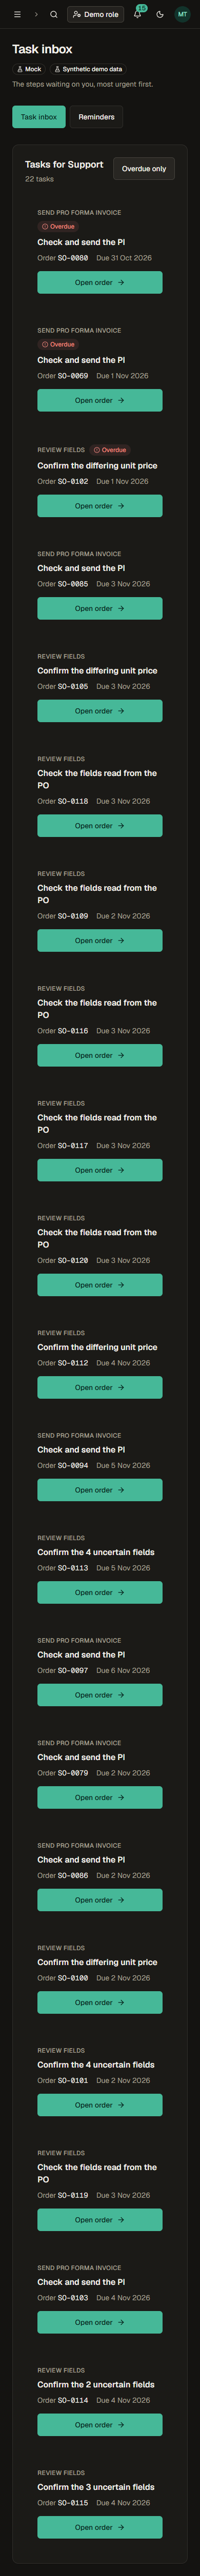 Demo role
15
MT
Task inbox
Mock
Synthetic demo data
The steps waiting on you, most urgent first.
Task inbox
Reminders
Tasks for Support
22 tasks
Overdue only
SEND PRO FORMA INVOICE
Overdue
Check and send the PI
Order SO-0080 Due 31 Oct 2026
Open order
SEND PRO FORMA INVOICE
Overdue
Check and send the PI
Order SO-0069 Due 1 Nov 2026
Open order
REVIEW FIELDS Overdue
Confirm the differing unit price
Order SO-0102 Due 1 Nov 2026
Open order
SEND PRO FORMA INVOICE
Check and send the PI
Order SO-0085 Due 3 Nov 2026
Open order
REVIEW FIELDS
Confirm the differing unit price
Order SO-0105 Due 3 Nov 2026
Open order
REVIEW FIELDS
Check the fields read from the
PO
Order SO-0118 Due 3 Nov 2026
Open order
REVIEW FIELDS
Check the fields read from the
PO
Order SO-0109 Due 2 Nov 2026
Open order
REVIEW FIELDS
Check the fields read from the
PO
Order SO-0116 Due 3 Nov 2026
Open order
REVIEW FIELDS
Check the fields read from the
PO
Order SO-0117 Due 3 Nov 2026
Open order
REVIEW FIELDS
Check the fields read from the
PO
Order SO-0120 Due 3 Nov 2026
Open order
REVIEW FIELDS
Confirm the differing unit price
Order SO-0112 Due 4 Nov 2026
Open order
SEND PRO FORMA INVOICE
Check and send the PI
Order SO-0094 Due 5 Nov 2026
Open order
REVIEW FIELDS
Confirm the 4 uncertain fields
Order SO-0113 Due 5 Nov 2026
Open order
SEND PRO FORMA INVOICE
Check and send the PI
Order SO-0097 Due 6 Nov 2026
Open order
SEND PRO FORMA INVOICE
Check and send the PI
Order SO-0079 Due 2 Nov 2026
Open order
SEND PRO FORMA INVOICE
Check and send the PI
Order SO-0086 Due 2 Nov 2026
Open order
REVIEW FIELDS
Confirm the differing unit price
Order SO-0100 Due 2 Nov 2026
Open order
REVIEW FIELDS
Confirm the 4 uncertain fields
Order SO-0101 Due 2 Nov 2026
Open order
REVIEW FIELDS
Check the fields read from the
PO
Order SO-0119 Due 3 Nov 2026
Open order
SEND PRO FORMA INVOICE
Check and send the PI
Order SO-0103 Due 4 Nov 2026
Open order
REVIEW FIELDS
Confirm the 2 uncertain fields
Order SO-0114 Due 4 Nov 2026
Open order
REVIEW FIELDS
Confirm the 3 uncertain fields
Order SO-0115 Due 4 Nov 2026
Open order